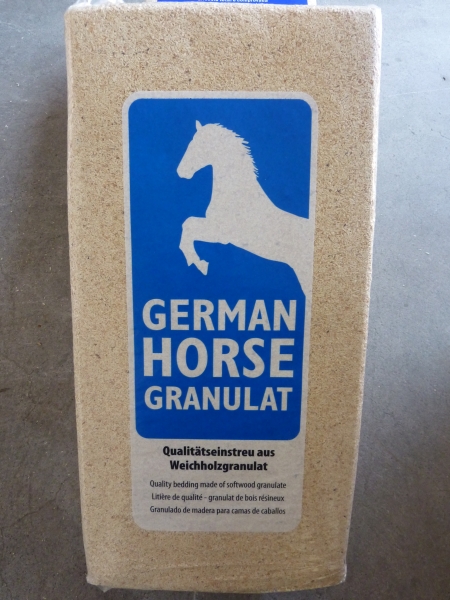 GERMAN
HORSE
GRANULAT
Qualitätseinstreu aus
Weichholzgranulat
Quality bedding made of softwood granulate
Litière de qualité - granulat de bois résineux
Granulado de madera para camas de caballos